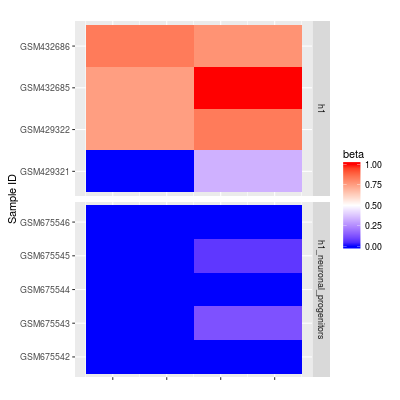 GSM432686
GSM432685
GSM429322
GSM429321
h1
GSM675546
GSM675545
GSM675544
GSM675543
GSM675542
h1_neuronal_progenitors
Sample ID
beta
1.00
0.75
0.50
0.25
0.00